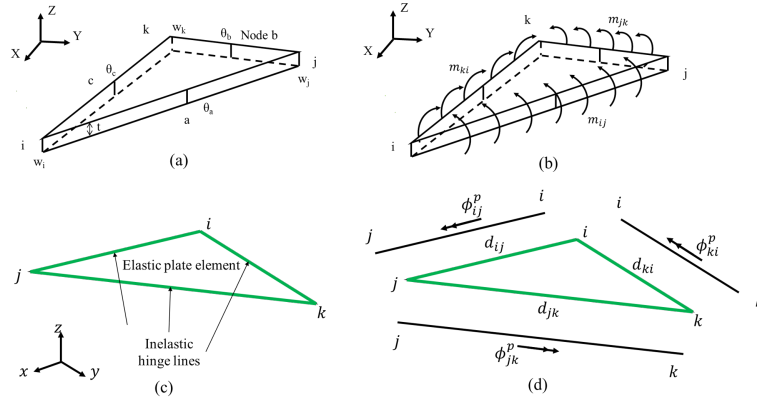 Z
X
Y
k
w_k
θ_b
Node b
j
w_j
θ_c
c
θ_a
a
t
i
w_i
(a)
Z
X
Y
k
m_jk
j
m_ki
m_ij
i
(b)
i
Elastic plate element
j
k
Inelastic
hinge lines
z
x
y
(c)
i
ϕ^p_ij
j
i
ϕ^p_ki
d_ij
i
d_ki
j
d_jk
k
j
ϕ^p_jk
k
(d)